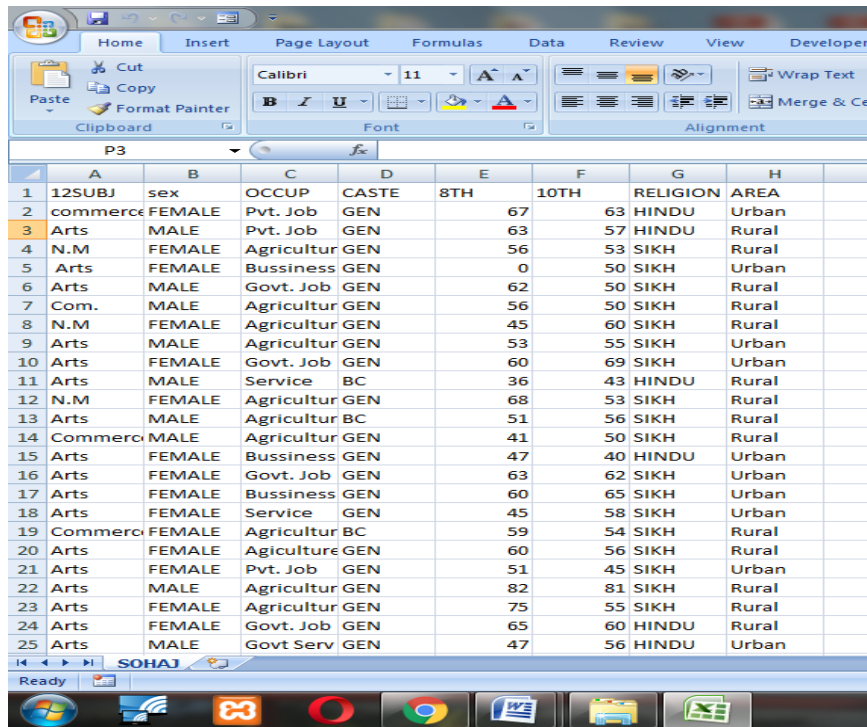 Home Insert Page Layout Formulas Data Review View Developer
Cut
Calibri 11 A A Wrap Text
Copy
Paste
Format Painter B I U A Merge & Ce
Clipboard Font Alignment
P3 fx
A B C D E F G H
1 12SUBJ sex OCCUP CASTE 8TH 10TH RELIGION AREA
2 commerce FEMALE Pvt. Job GEN 67 63 HINDU Urban
3 Arts MALE Pvt. Job GEN 63 57 HINDU Rural
4 N.M FEMALE Agricultur GEN 56 53 SIKH Rural
5 Arts FEMALE Bussiness GEN 0 50 SIKH Urban
6 Arts MALE Govt. Job GEN 62 50 SIKH Rural
7 Com. MALE Agricultur GEN 56 50 SIKH Rural
8 N.M FEMALE Agricultur GEN 45 60 SIKH Rural
9 Arts MALE Agricultur GEN 53 55 SIKH Urban
10 Arts FEMALE Govt. Job GEN 60 69 SIKH Urban
11 Arts MALE Service BC 36 43 HINDU Rural
12 N.M FEMALE Agricultur GEN 68 53 SIKH Rural
13 Arts MALE Agricultur BC 51 56 SIKH Rural
14 Commerc MALE Agricultur GEN 41 50 SIKH Rural
15 Arts FEMALE Bussiness GEN 47 40 HINDU Urban
16 Arts FEMALE Govt. Job GEN 63 62 SIKH Urban
17 Arts FEMALE Bussiness GEN 60 65 SIKH Urban
18 Arts FEMALE Service GEN 45 58 SIKH Urban
19 Commerc FEMALE Agricultur BC 59 54 SIKH Rural
20 Arts FEMALE Agiculture GEN 60 56 SIKH Rural
21 Arts FEMALE Pvt. Job GEN 51 45 SIKH Urban
22 Arts MALE Agricultur GEN 82 81 SIKH Rural
23 Arts FEMALE Agricultur GEN 75 55 SIKH Rural
24 Arts FEMALE Govt. Job GEN 65 60 HINDU Rural
25 Arts MALE Govt Serv GEN 47 56 HINDU Urban
SOHAJ
Ready